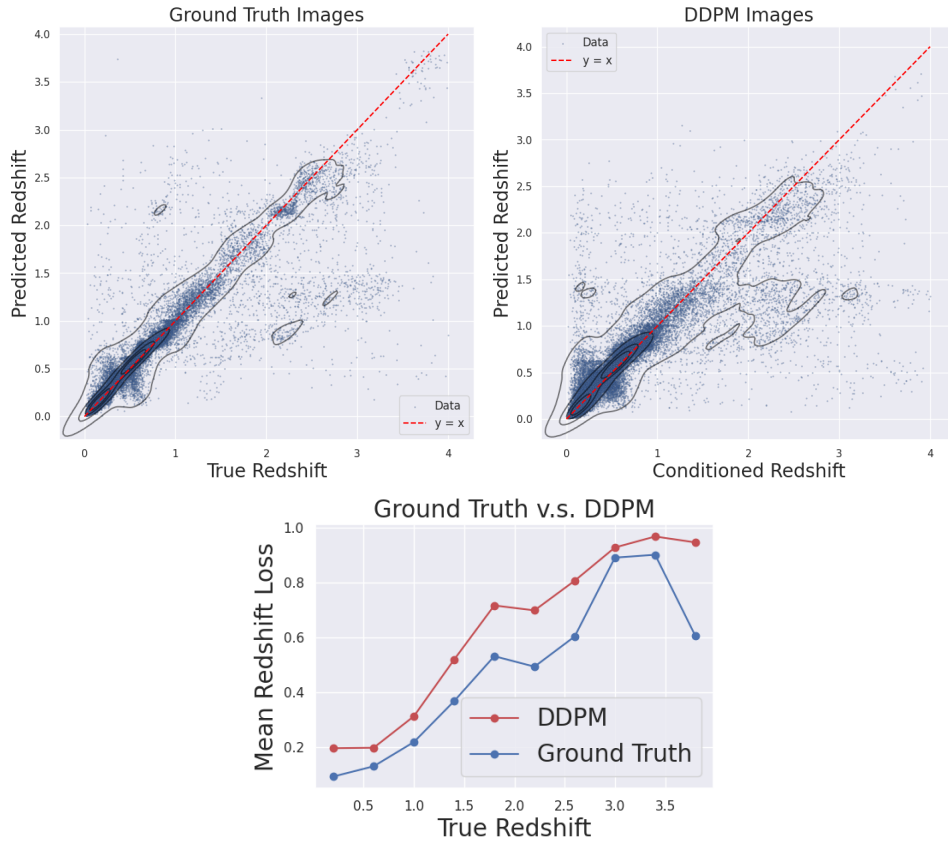 Ground Truth Images
Predicted Redshift
4.0
3.5
3.0
2.5
2.0
1.5
1.0
0.5
0.0
Data
y = x
0 1 2 3 4
True Redshift
DDPM Images
Predicted Redshift
Data
y = x
4.0
3.5
3.0
2.5
2.0
1.5
1.0
0.5
0.0
0 1 2 3 4
Conditioned Redshift
Ground Truth v.s. DDPM
Mean Redshift Loss
1.0
0.8
0.6
0.4
0.2
DDPM
Ground Truth
0.5 1.0 1.5 2.0 2.5 3.0 3.5
True Redshift